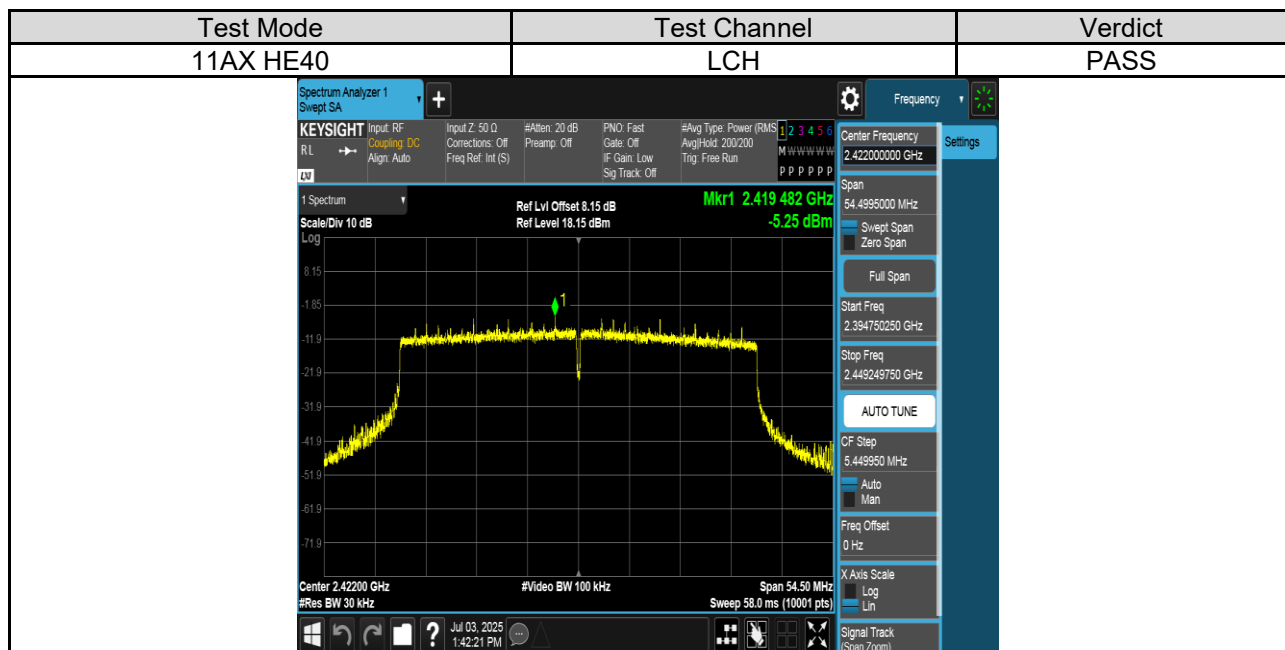 Test Mode Test Channel Verdict
11AX HE40 LCH PASS
Spectrum Analyzer 1
Swept SA
+
Frequency
KEYSIGHT
RL
LXI
Input: RF
Coupling: DC
Align: Auto
Input Z: 50 Ω
Corrections: Off
Freq Ref: Int (S)
#Atten: 20 dB
Preamp: Off
PNO: Fast
Gate: Off
IF Gain: Low
Sig Track: Off
#Avg Type: Power (RMS
Avg|Hold: 200/200
Trig: Free Run
1 2 3 4 5 6
M W W W W W
P P P P P P
1 Spectrum
Scale/Div 10 dB
Ref Lvl Offset 8.15 dB
Ref Level 18.15 dBm
Mkr1 2.419 482 GHz
-5.25 dBm
Log
8.15
-1.85
-11.9
-21.9
-31.9
-41.9
-51.9
-61.9
-71.9
1
Center 2.42200 GHz
#Video BW 100 kHz
Span 54.50 MHz
#Res BW 30 kHz
Sweep 58.0 ms (10001 pts)
?
Jul 03, 2025
1:42:21 PM
Settings
Center Frequency
2.422000000 GHz
Span
54.4995000 MHz
Swept Span
Zero Span
Full Span
Start Freq
2.394750250 GHz
Stop Freq
2.449249750 GHz
AUTO TUNE
CF Step
5.449950 MHz
Auto
Man
Freq Offset
0 Hz
X Axis Scale
Log
Lin
Signal Track
(Span Zoom)